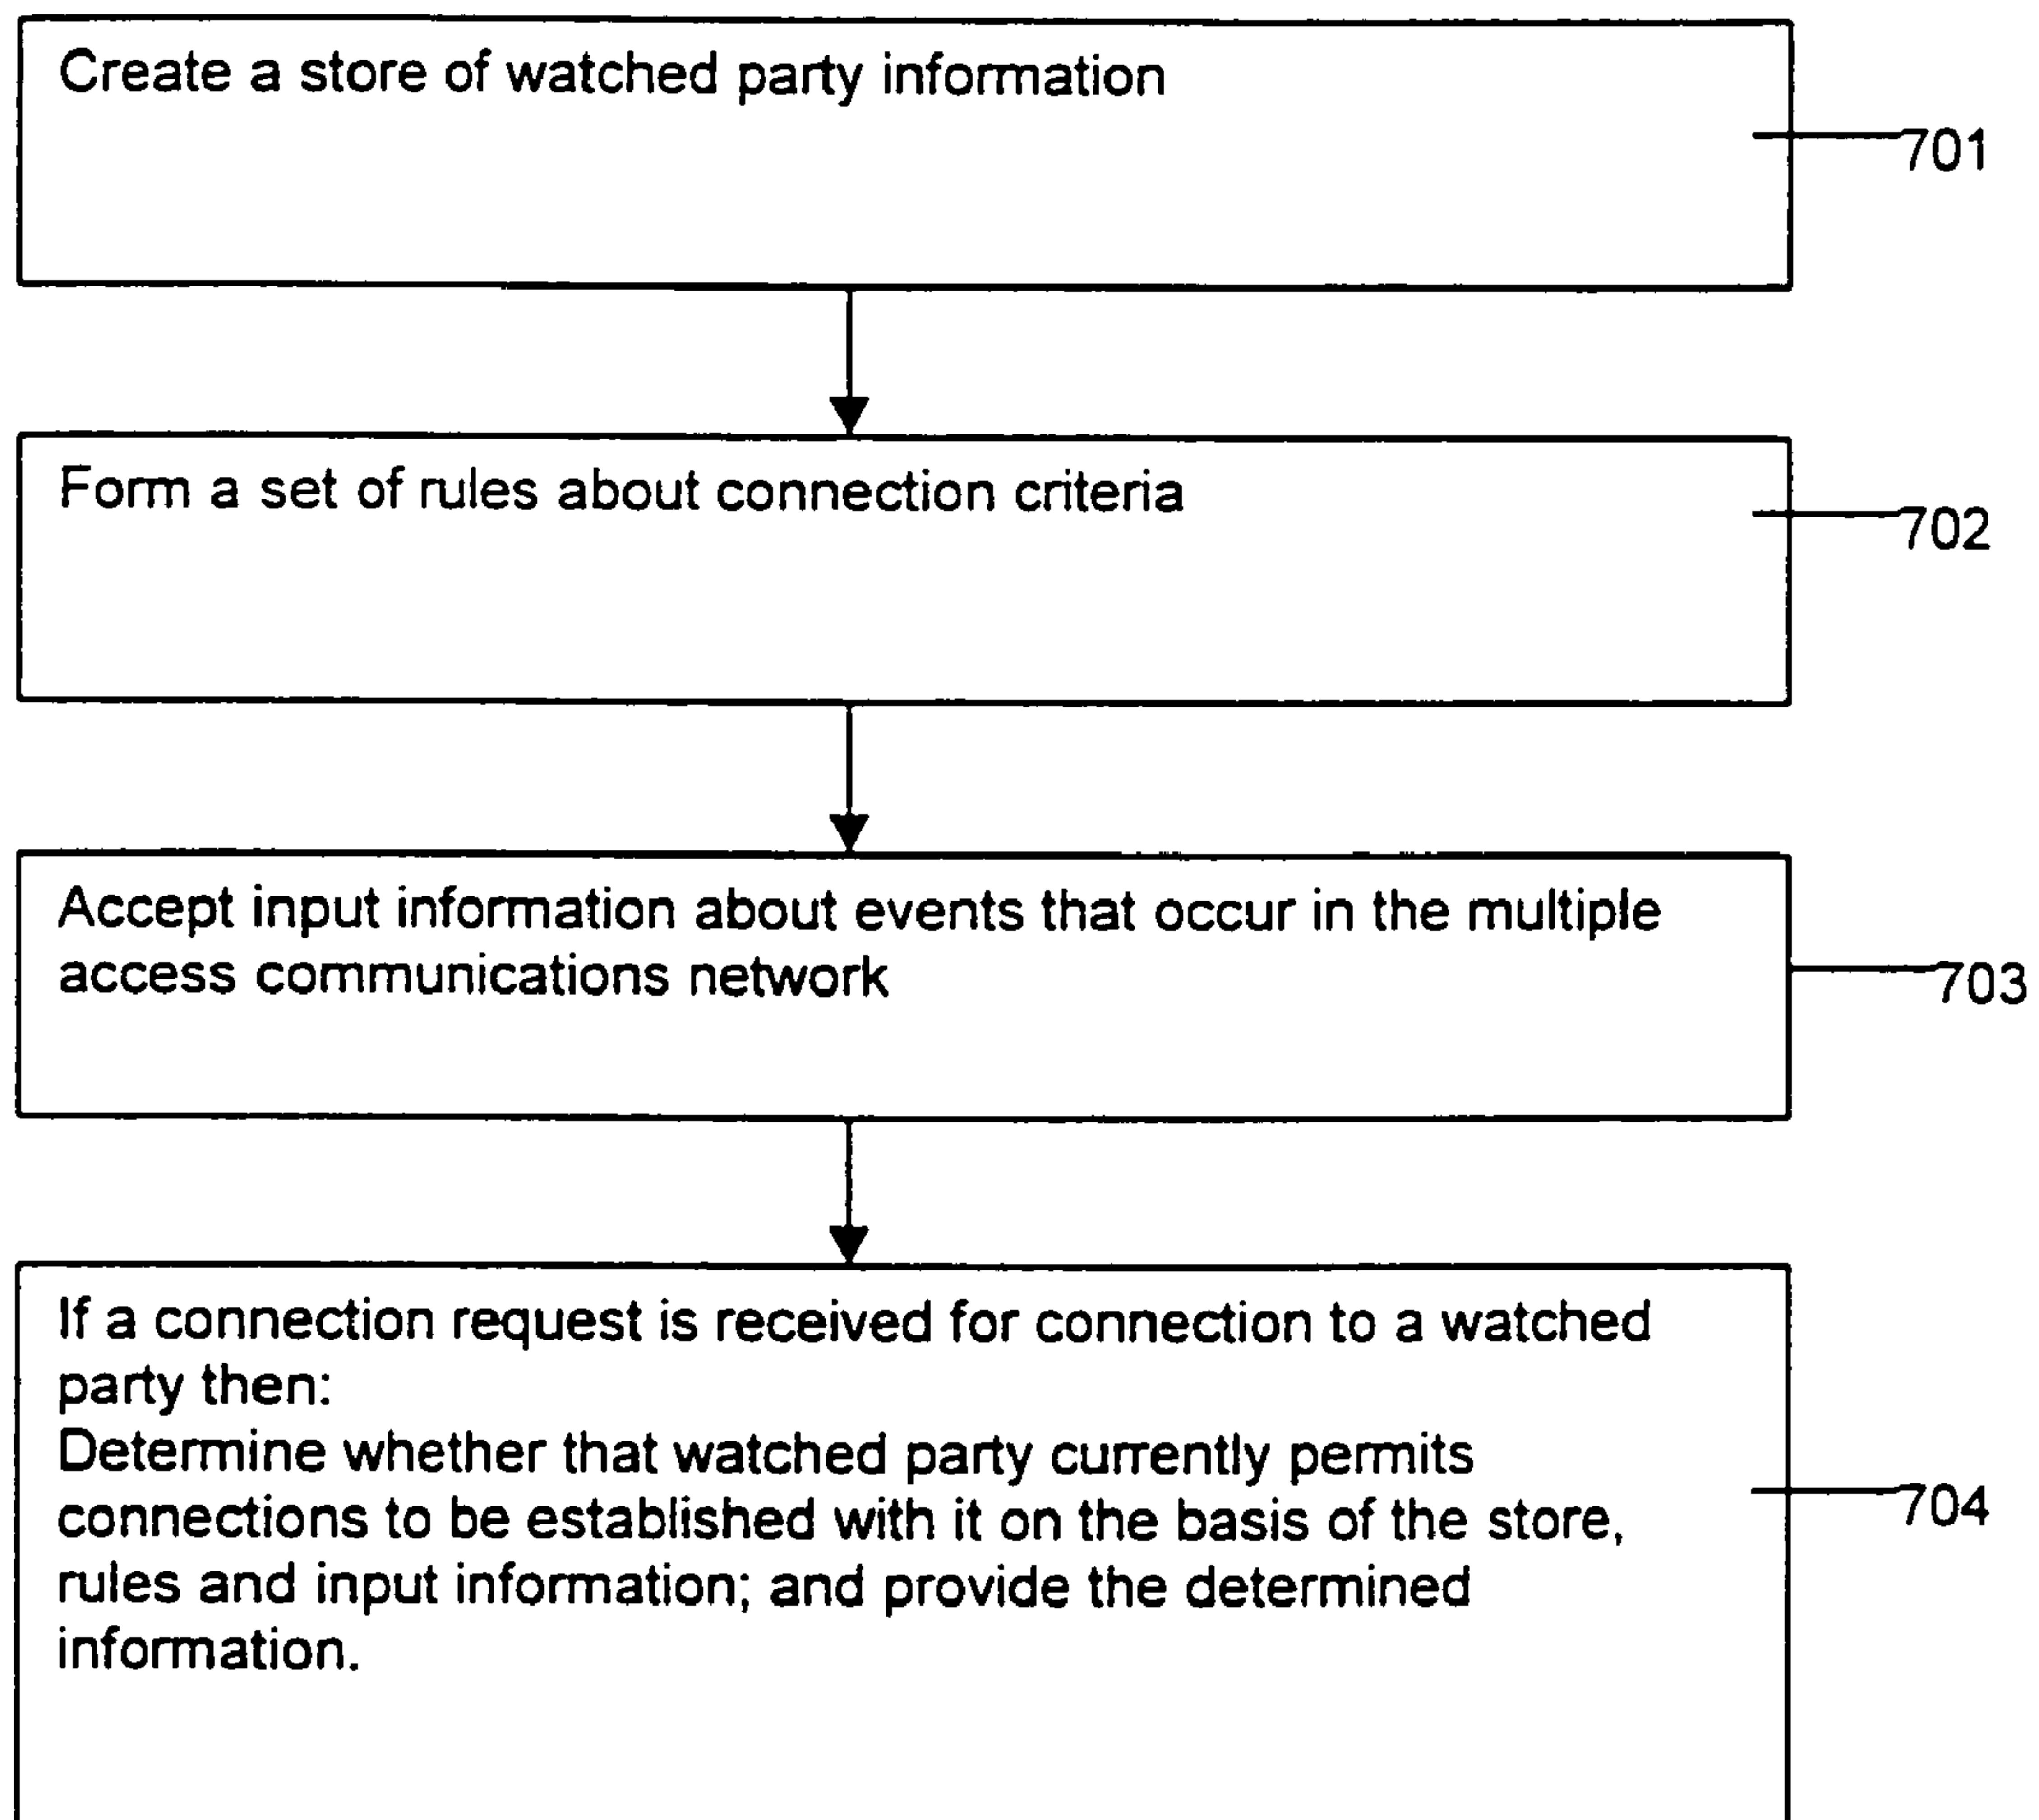 Create a store of watched party information
701
Form a set of rules about connection criteria
702
Accept input information about events that occur in the multiple
access communications network
703
If a connection request is received for connection to a watched
party then:
Determine whether that watched party currently permits
connections to be established with it on the basis of the store,
rules and input information; and provide the determined
information.
704